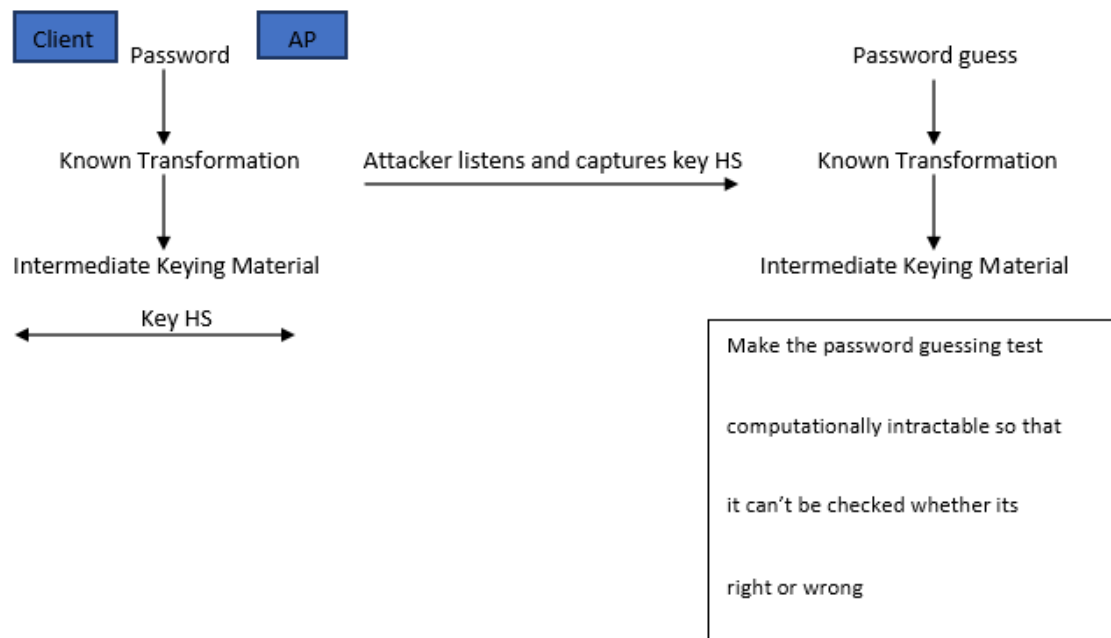 Client
AP
Password
Password guess
Known Transformation
Attacker listens and captures key HS
Known Transformation
Intermediate Keying Material
Intermediate Keying Material
Key HS
Make the password guessing test
computationally intractable so that
it can’t be checked whether its
right or wrong